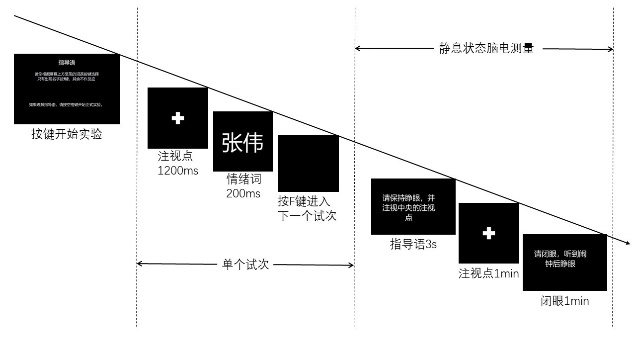 静息状态脑电测量
指导语
按键开始实验
注视点
1200ms
张伟
情绪词
200ms
按F键进入
下一个试次
单个试次
请保持睁眼，并
注视中央的注视
点
指导语3s
注视点1min
请闭眼，听到闹
钟后睁眼
闭眼1min